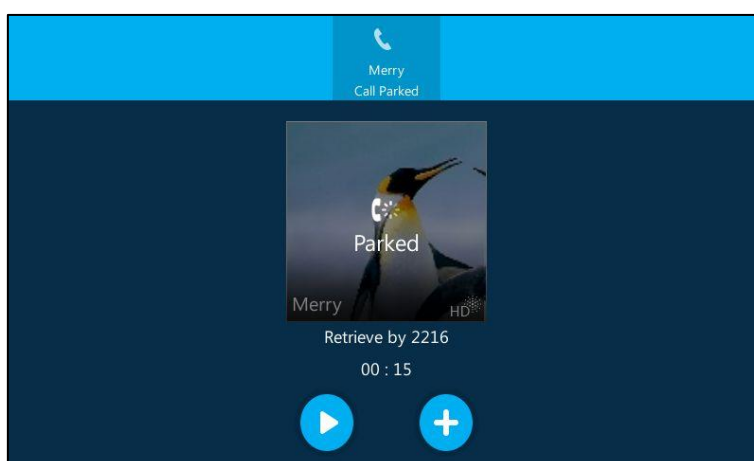 Merry
Call Parked
Parked
Merry
HD
Retrieve by 2216
00 : 15